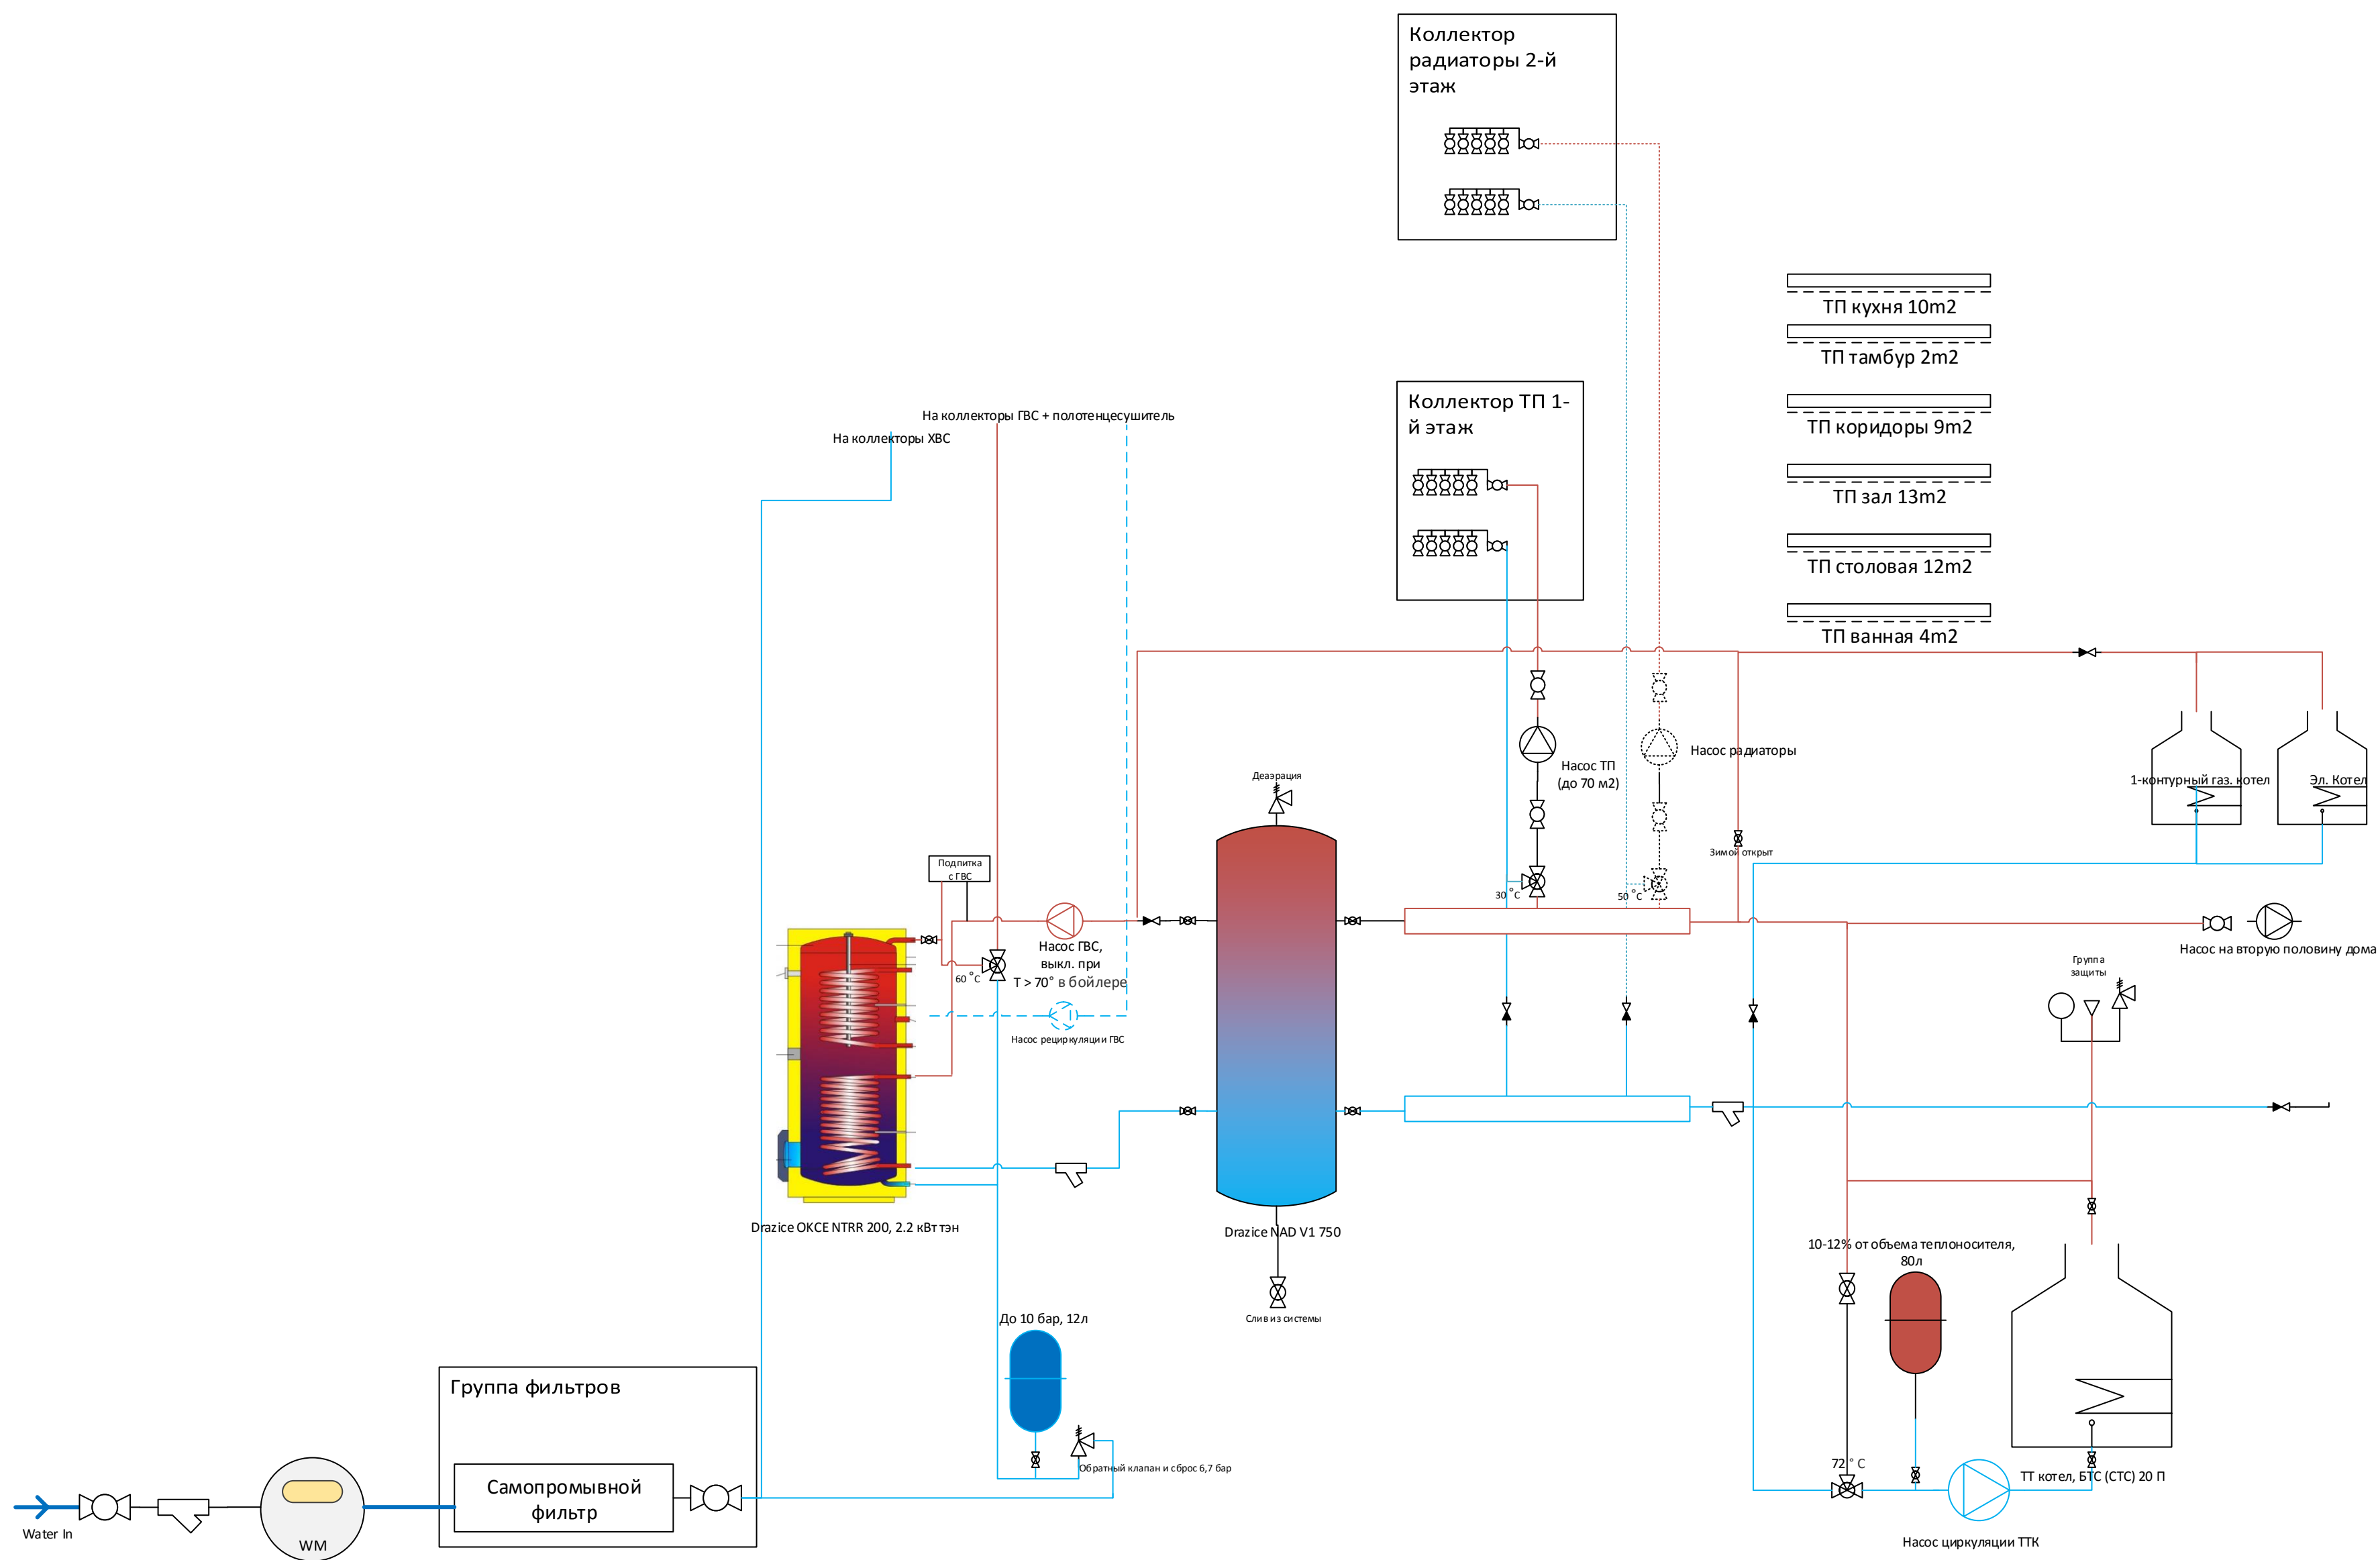 Коллектор
радиаторы 2-й
этаж
ТП кухня 10m2
ТП тамбур 2m2
ТП коридоры 9m2
ТП зал 13m2
ТП столовая 12m2
ТП ванная 4m2
Коллектор ТП 1-
й этаж
На коллекторы ГВС + полотенцесушитель
На коллекторы ХВС
Насос радиаторы
Насос ТП
(до 70 м2)
Деаэрация
1-контурный газ. котел
Эл. Котел
Зимой открыт
Подпитка
с ГВС
30 °C
50 °C
Насос ГВС,
выкл. при
T > 70° в бойлере
60 °C
Насос на вторую половину дома
Группа
защиты
Насос рециркуляции ГВС
Drazice OKCE NTRR 200, 2.2 кВт тэн
Drazice NAD V1 750
10-12% от объема теплоносителя,
80л
Слив из системы
До 10 бар, 12л
Группа фильтров
Самопромывной
фильтр
Обратный клапан и сброс 6,7 бар
72 ° C
ТТ котел, БТС (СТС) 20 П
Water In
WM
Насос циркуляции ТТК